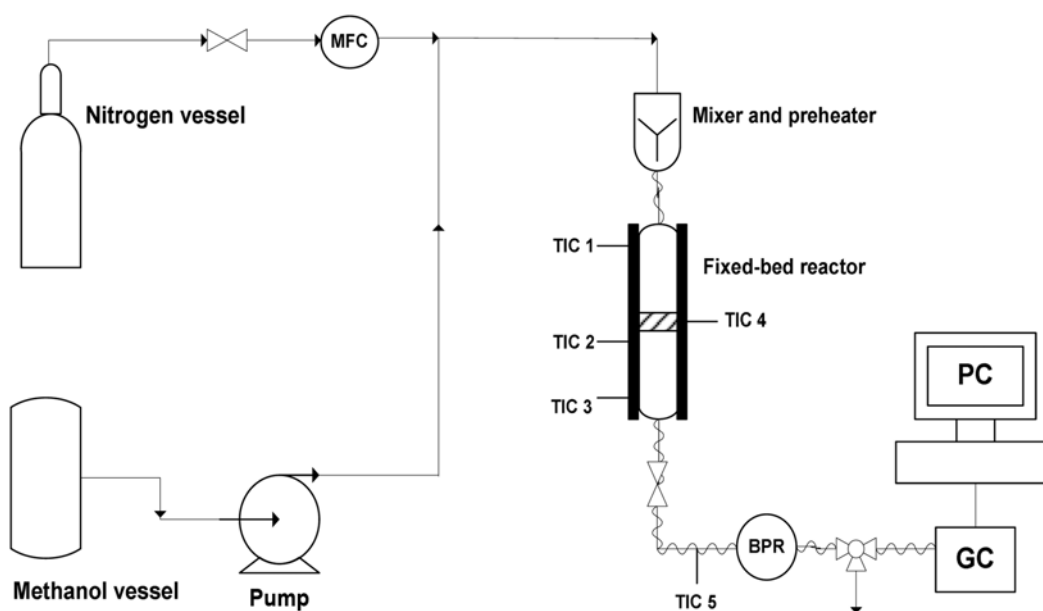 MFC
Nitrogen vessel
Mixer and preheater
TIC 1
Fixed-bed reactor
TIC 4
TIC 2
TIC 3
PC
Methanol vessel
Pump
BPR
GC
TIC 5